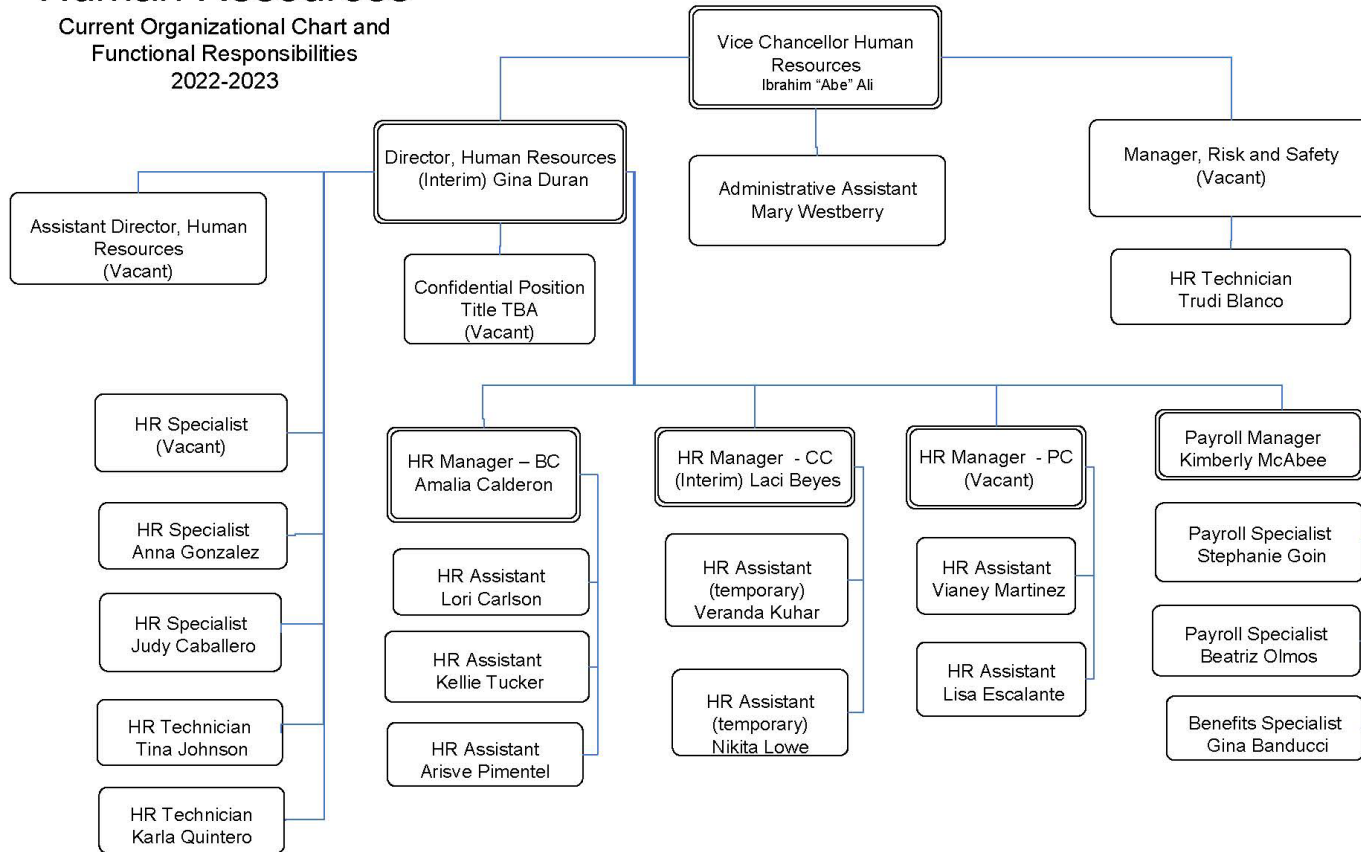 Human Resources
Current Organizational Chart and
Functional Responsibilities
2022-2023
Vice Chancellor Human
Resources
Ibrahim “Abe” Ali
Director, Human Resources
(Interim) Gina Duran
Administrative Assistant
Mary Westberry
Manager, Risk and Safety
(Vacant)
Assistant Director, Human
Resources
(Vacant)
Confidential Position
Title TBA
(Vacant)
HR Technician
Trudi Blanco
HR Specialist
(Vacant)
HR Specialist
Anna Gonzalez
HR Specialist
Judy Caballero
HR Technician
Tina Johnson
HR Technician
Karla Quintero
HR Manager – BC
Amalia Calderon
HR Assistant
Lori Carlson
HR Assistant
Kellie Tucker
HR Assistant
Arisve Pimentel
HR Manager - CC
(Interim) Laci Beyes
HR Assistant
(temporary)
Veranda Kuhar
HR Assistant
(temporary)
Nikita Lowe
HR Manager - PC
(Vacant)
HR Assistant
Vianey Martinez
HR Assistant
Lisa Escalante
Payroll Manager
Kimberly McAbee
Payroll Specialist
Stephanie Goin
Payroll Specialist
Beatriz Olmos
Benefits Specialist
Gina Banducci